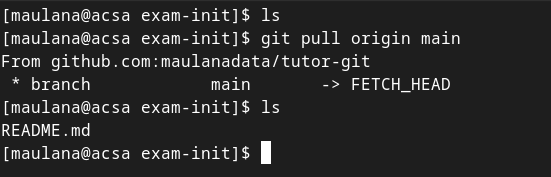 [maulana@acsa exam-init]$ ls
[maulana@acsa exam-init]$ git pull origin main
From github.com:maulanadata/tutor-git
 * branch            main       -> FETCH_HEAD
[maulana@acsa exam-init]$ ls
README.md
[maulana@acsa exam-init]$